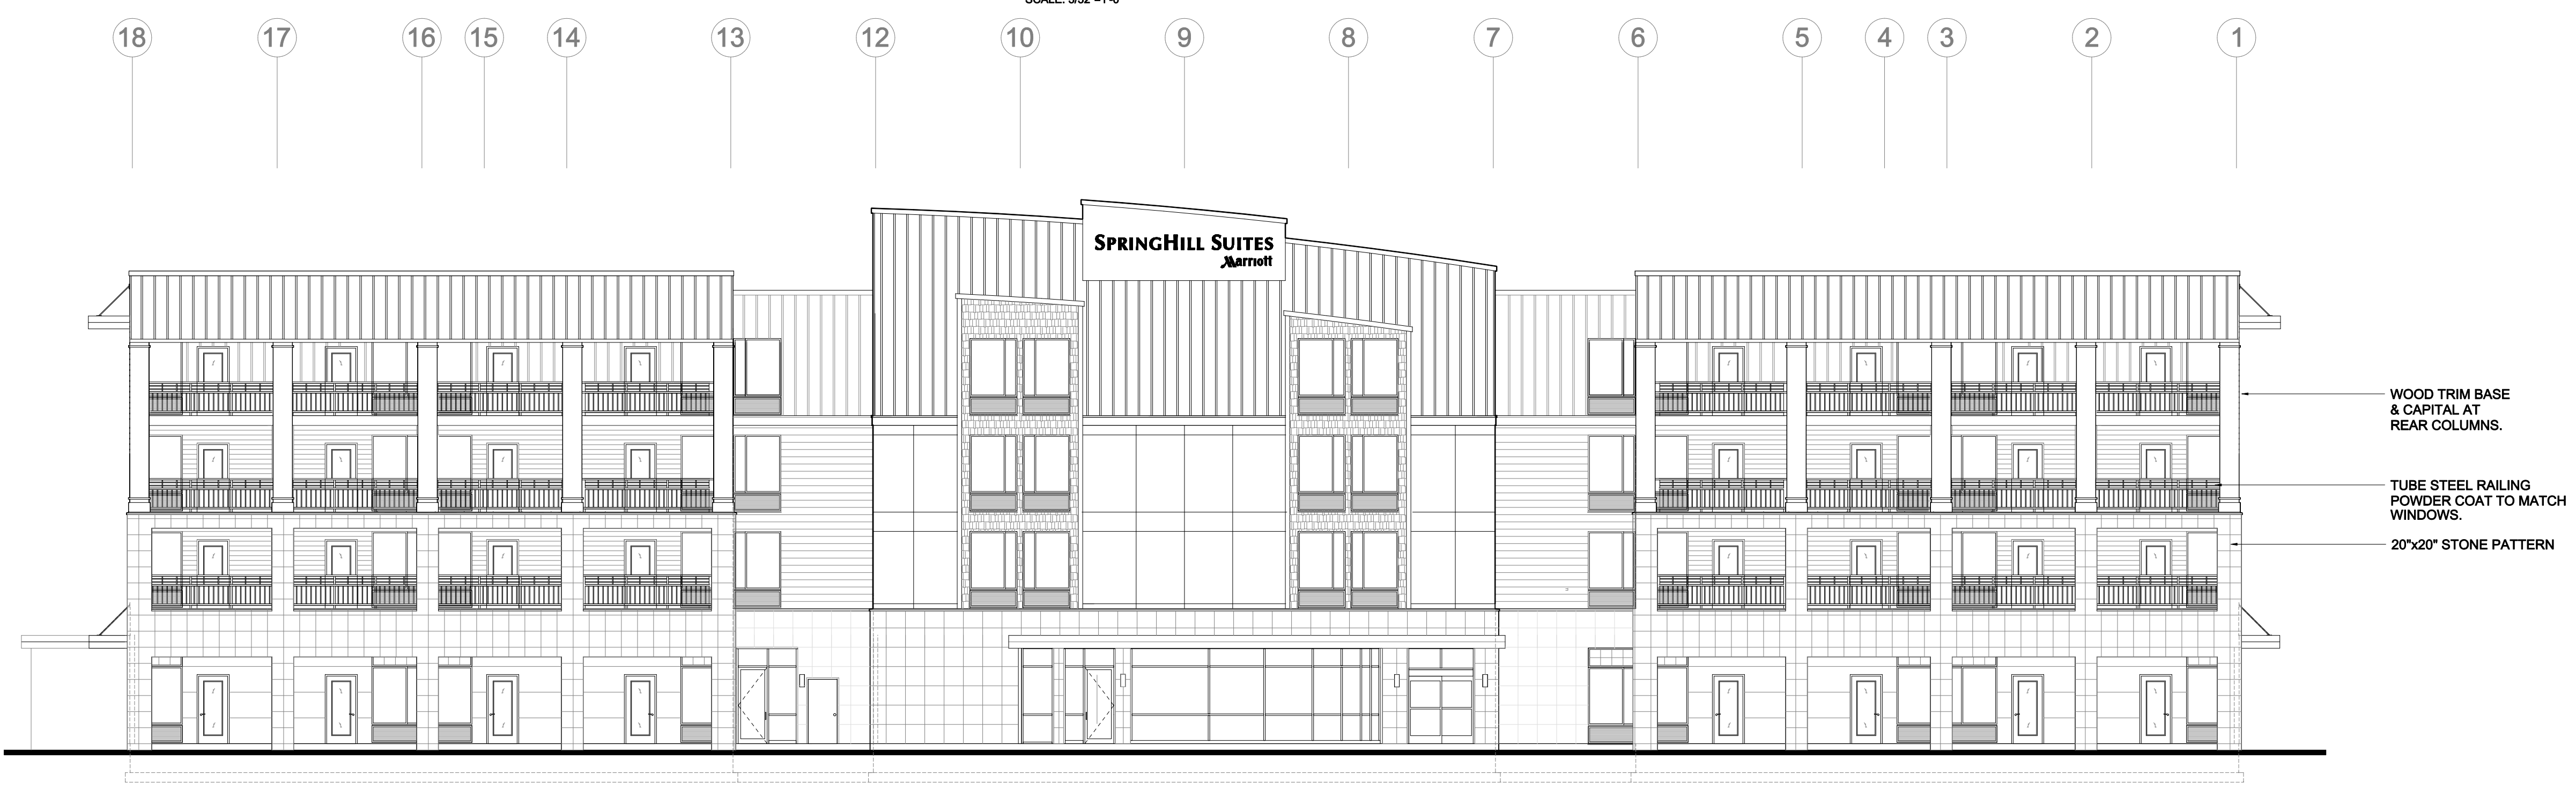 18 17 16 15 14 13 12 10 9 8 7 6 5 4 3 2 1
SPRINGHILL SUITES
Marriott
WOOD TRIM BASE
& CAPITAL AT
REAR COLUMNS.
TUBE STEEL RAILING
POWDER COAT TO MATCH
WINDOWS.
20"x20" STONE PATTERN